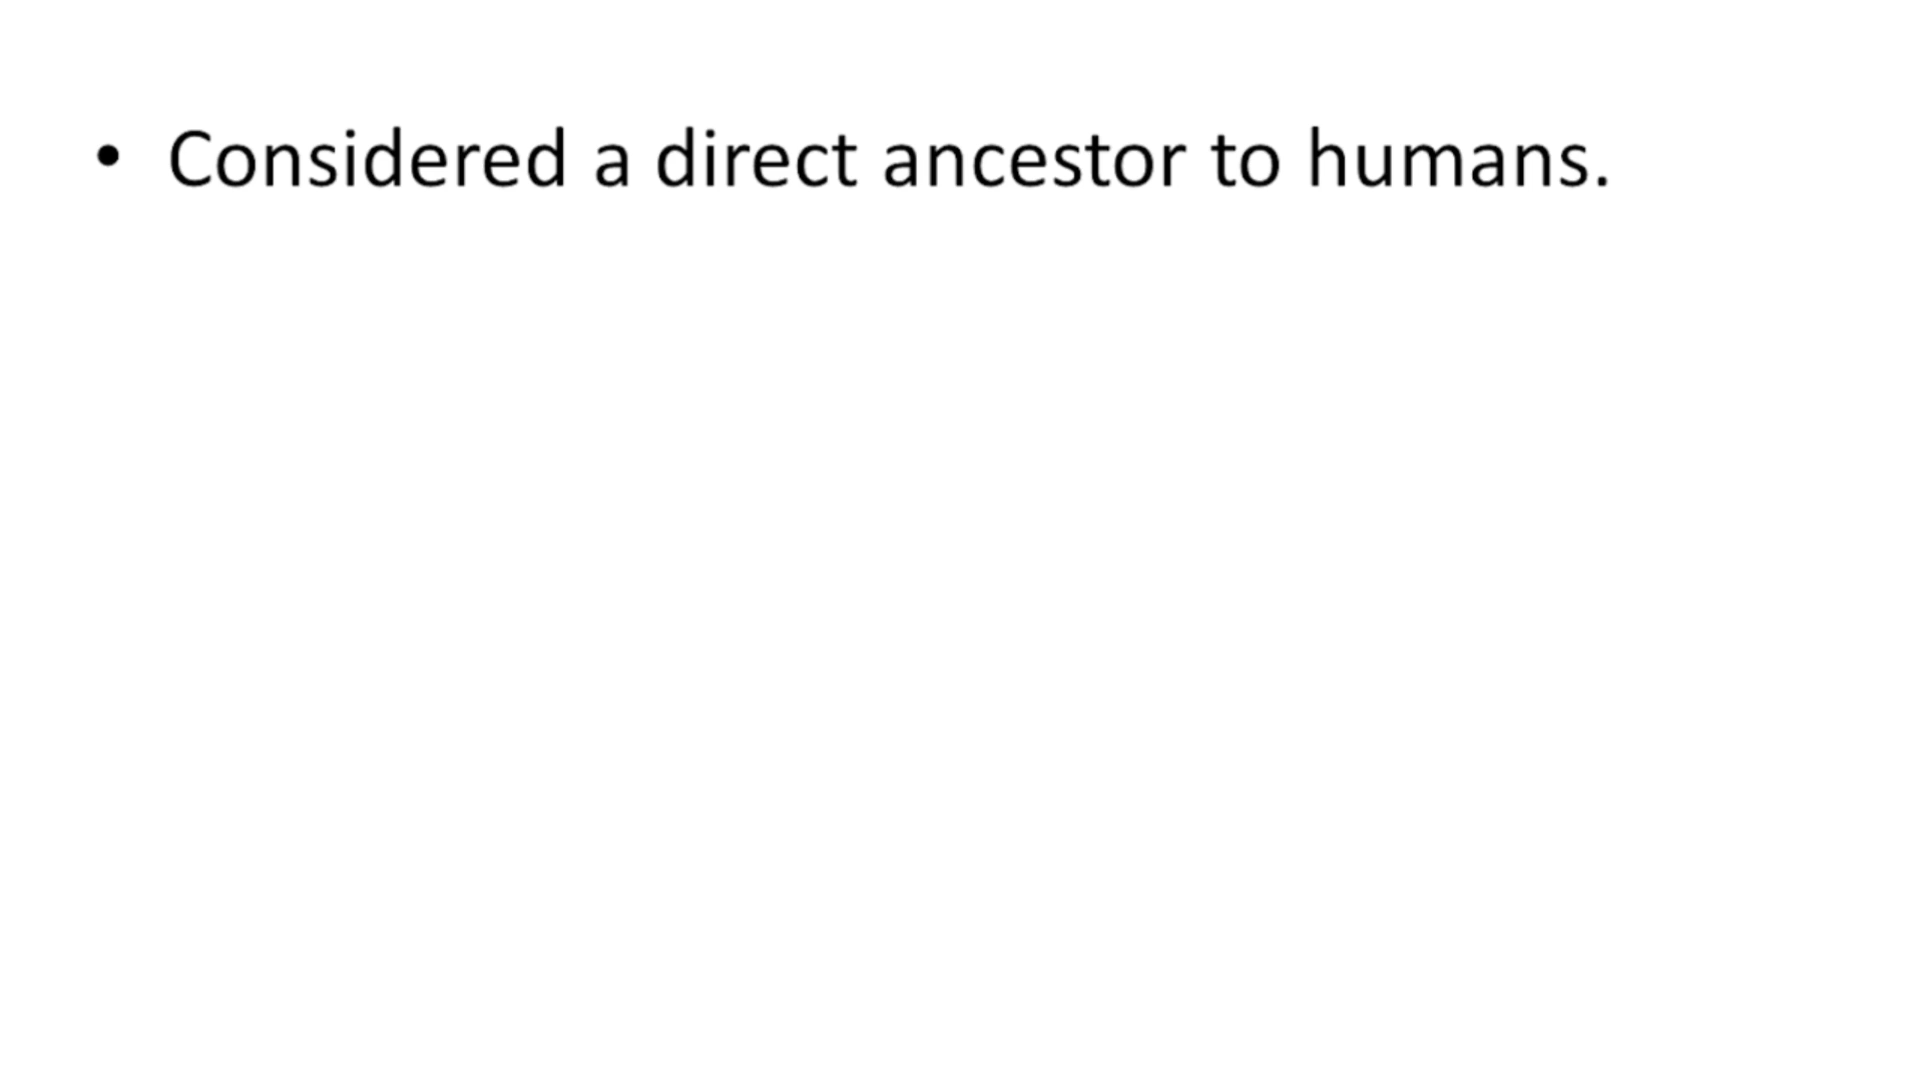 • Considered a direct ancestor to humans.